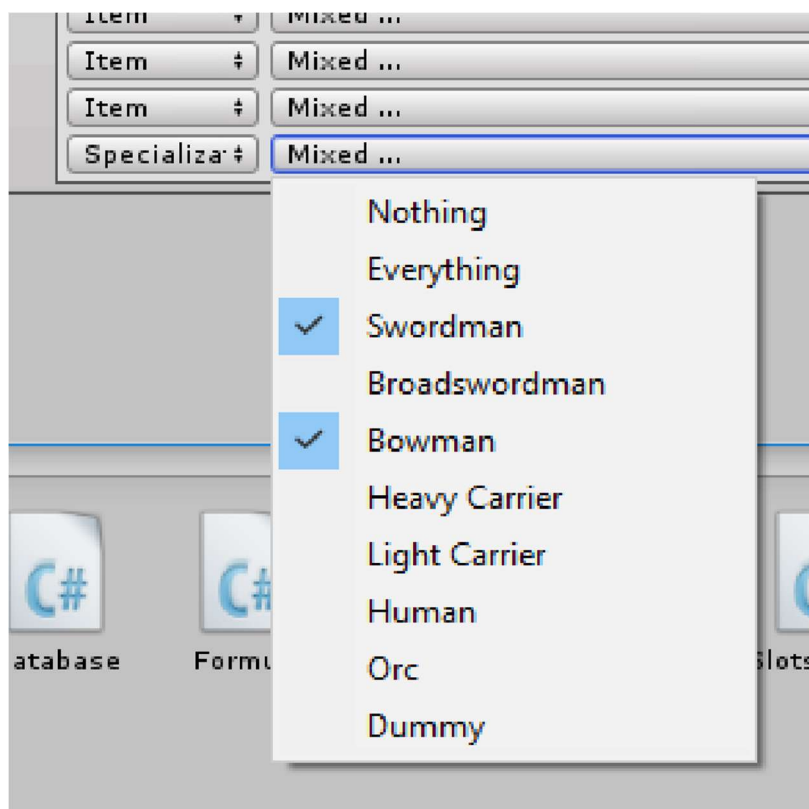 Item Mixed ...
Item Mixed ...
Item Mixed ...
Specializa Mixed ...
Nothing
Everything
Swordman
Broadswordman
Bowman
Heavy Carrier
Light Carrier
Human
Orc
Dummy
C# C#
atabase Formu Slots